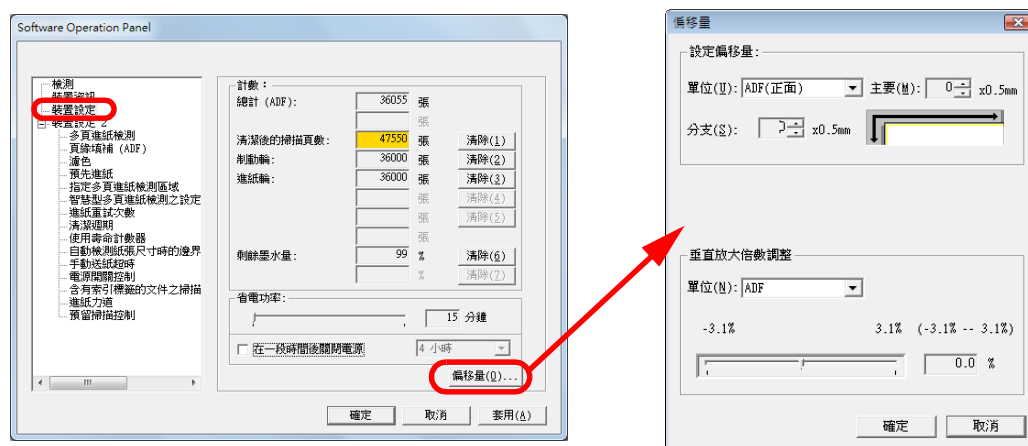 Software Operation Panel
檢測
裝置資訊
裝置設定
裝置設定 2
多頁進紙檢測
頁緣填補 (ADF)
濾色
預先進紙
指定多頁進紙檢測區域
智慧型多頁進紙檢測之設定
進紙重試次數
清潔週期
使用壽命計數器
自動檢測紙張尺寸時的邊界
手動送紙超時
電源開關控制
含有索引標籤的文件之掃描
進紙力道
預留掃描控制
計數：
總計 (ADF): 36055 張
張
清潔後的掃描頁數: 47550 張 清除(1)
制動輪: 36000 張 清除(2)
進紙輪: 36000 張 清除(3)
張 清除(4)
張 清除(5)
張
剩餘墨水量: 99 % 清除(6)
% 清除(7)
省電功率:
15 分鐘
在一段時間後關閉電源 4 小時
偏移量(O)...
確定 取消 套用(A)
偏移量
設定偏移量:
單位(U): ADF(正面) 主要(M): 0 x0.5mm
分支(S): x0.5mm
垂直放大倍數調整
單位(N): ADF
-3.1% 3.1% (-3.1% -- 3.1%)
0.0 %
確定 取消